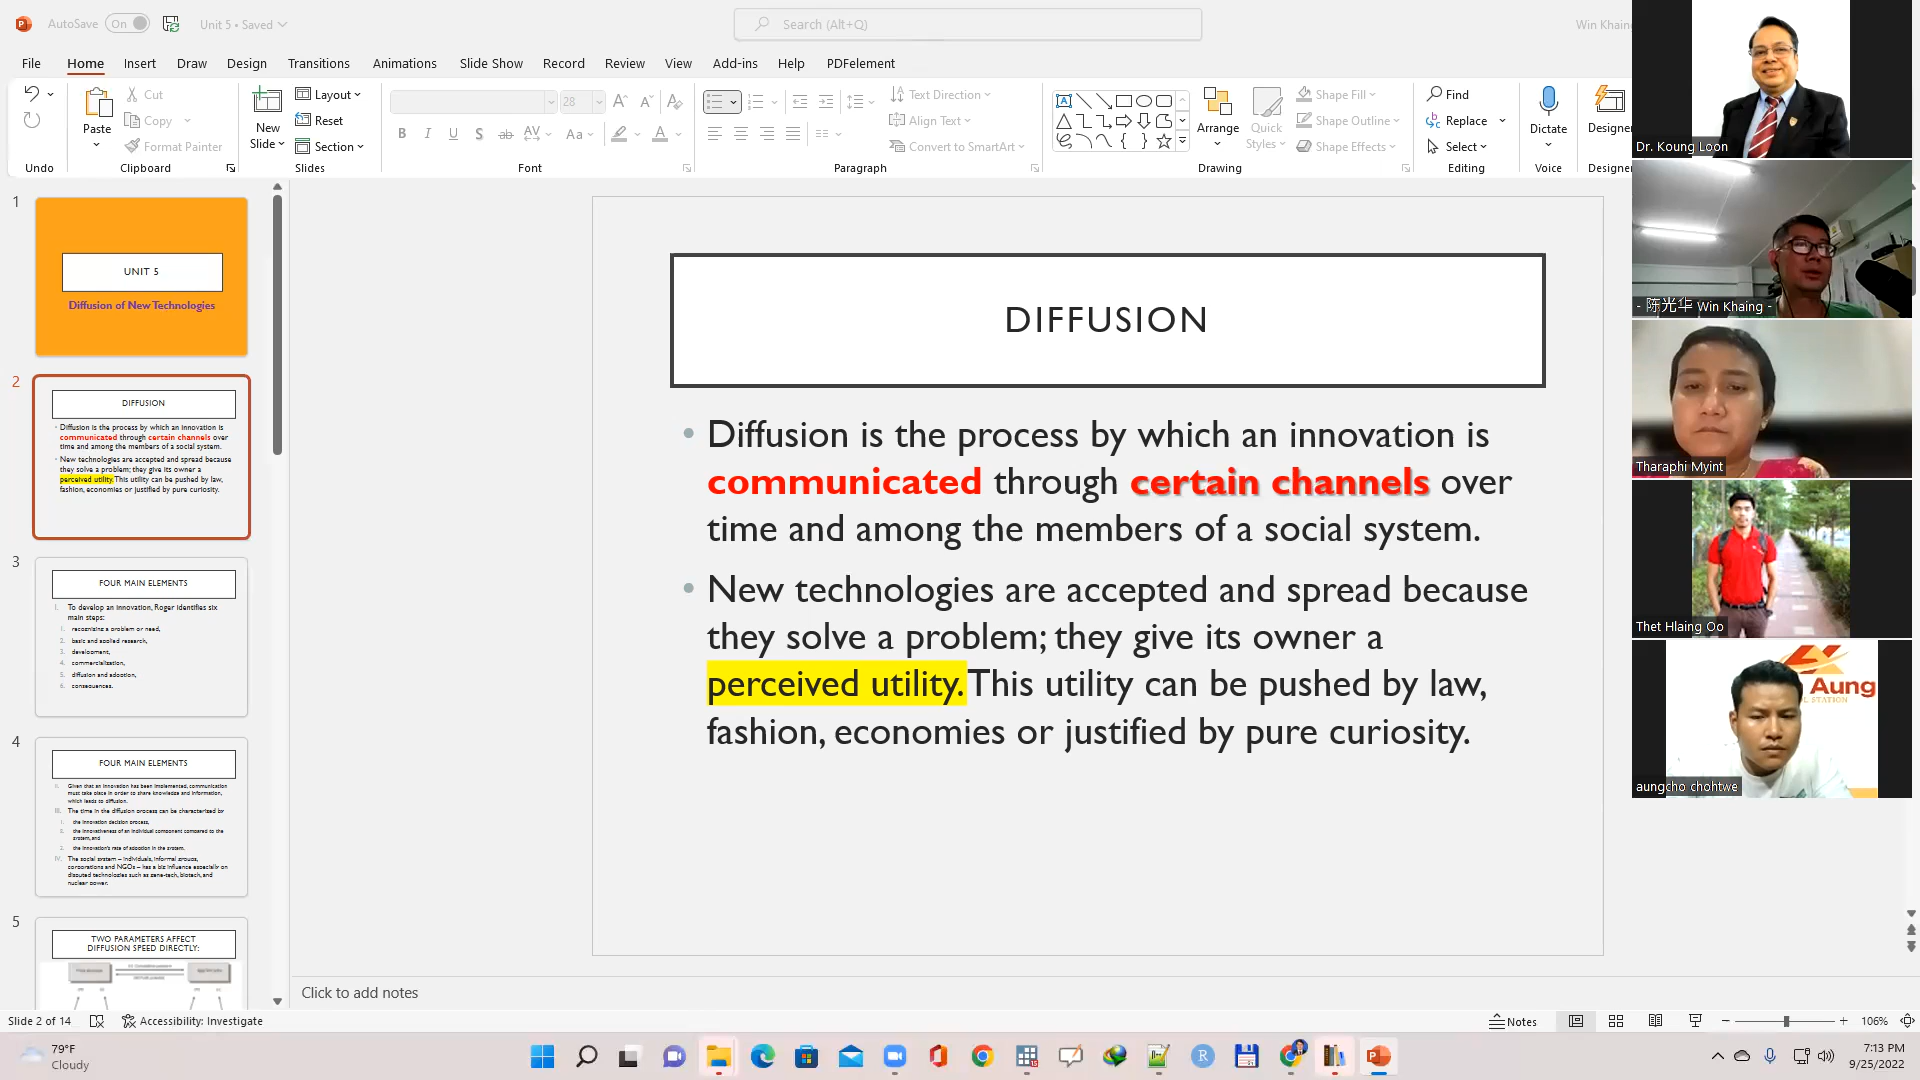 AutoSave On Unit 5 • Saved Search (Alt+Q) Win Khaing
File Home Insert Draw Design Transitions Animations Slide Show Record Review View Add-ins Help PDFelement
Cut Layout 28 Text Direction Shape Fill Find
Paste Copy New Slide Reset Align Text Arrange Quick Styles Shape Outline Replace Dictate Designer
Format Painter Section Convert to SmartArt Shape Effects Select
Undo Clipboard Slides Font Paragraph Drawing Editing Voice Designer
1
UNIT 5
Diffusion of New Technologies
2
DIFFUSION
Diffusion is the process by which an innovation is
communicated through certain channels over
time and among the members of a social system.
New technologies are accepted and spread because
they solve a problem; they give its owner a
perceived utility. This utility can be pushed by law,
fashion, economies or justified by pure curiosity.
3
FOUR MAIN ELEMENTS
I. To develop an innovation, Roger identifies six
main steps:
1. recognizing a problem or need,
2. basic and applied research,
3. development,
4. commercialization,
5. diffusion and adoption,
6. consequences.
4
FOUR MAIN ELEMENTS
II. Given that an innovation has been implemented, communication
must take place in order to share knowledge and information,
which leads to diffusion.
III. The time in the diffusion process can be characterized by
the innovation decision process,
the innovativeness of an individual component compared to the
system, and
the innovation's rate of adoption in the system.
IV. The social system – individuals, informal groups,
corporations and NGOs – has a big influence especially on
disputed technologies such as gene-tech, biotech, and
nuclear power.
5
TWO PARAMETERS AFFECT
DIFFUSION SPEED DIRECTLY:
DIFFUSION
• Diffusion is the process by which an innovation is
communicated through certain channels over
time and among the members of a social system.
• New technologies are accepted and spread because
they solve a problem; they give its owner a
perceived utility. This utility can be pushed by law,
fashion, economies or justified by pure curiosity.
Click to add notes
Dr. Koung Loon
- 陈光华 Win Khaing -
Tharaphi Myint
Thet Hlaing Oo
Aung
L STATION
aungcho chohtwe
Slide 2 of 14 Accessibility: Investigate Notes 106%
79°F
Cloudy
7:13 PM
9/25/2022